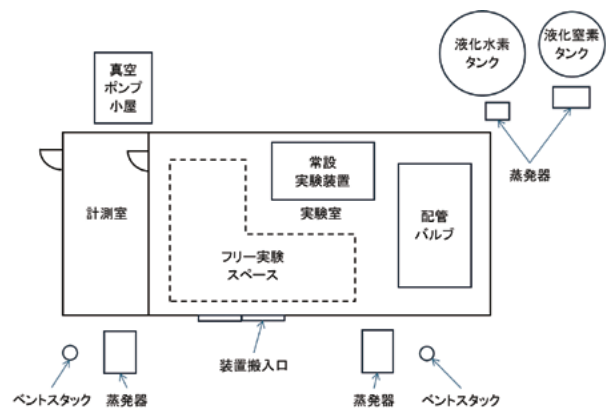 液化水素
タンク
液化窒素
タンク
真空
ポンプ
小屋
蒸発器
常設
実験装置
実験室
計測室
配管
バルブ
フリー実験
スペース
装置搬入口
ベントスタック
蒸発器
蒸発器
ベントスタック